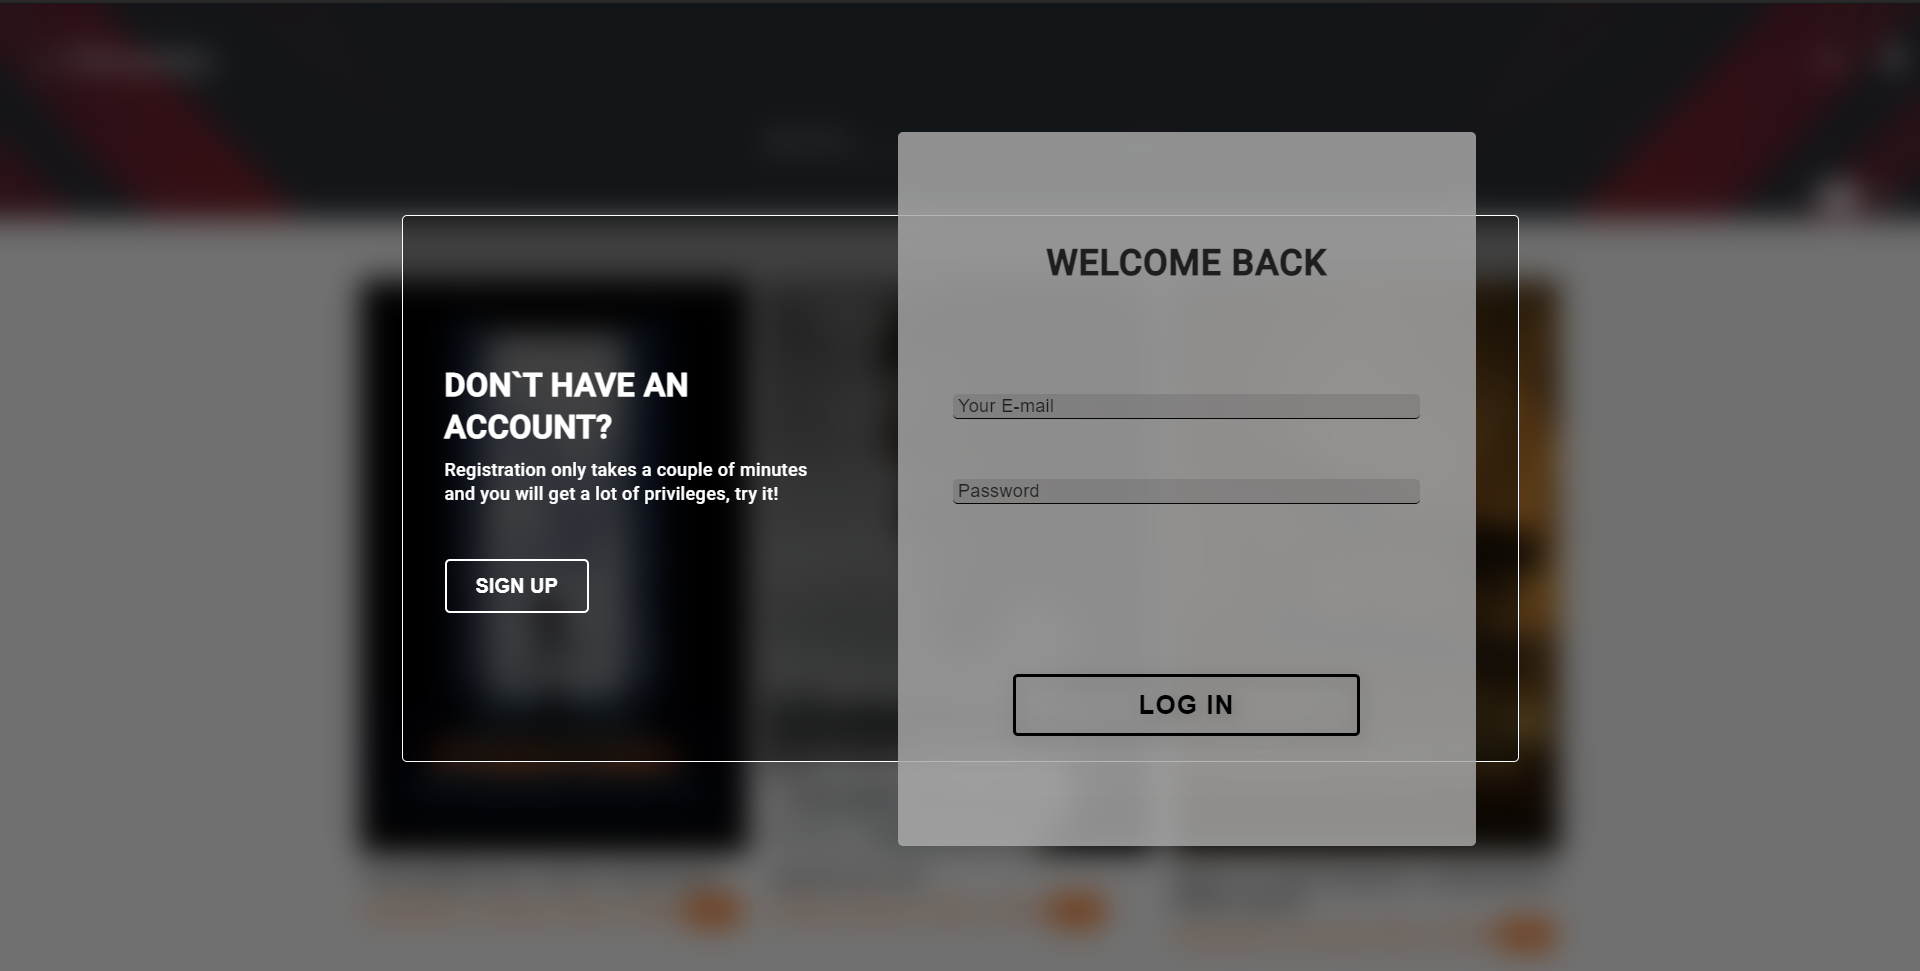 DON`T HAVE AN
ACCOUNT?
Registration only takes a couple of minutes
and you will get a lot of privileges, try it!
SIGN UP
WELCOME BACK
Your E-mail
Password
LOG IN